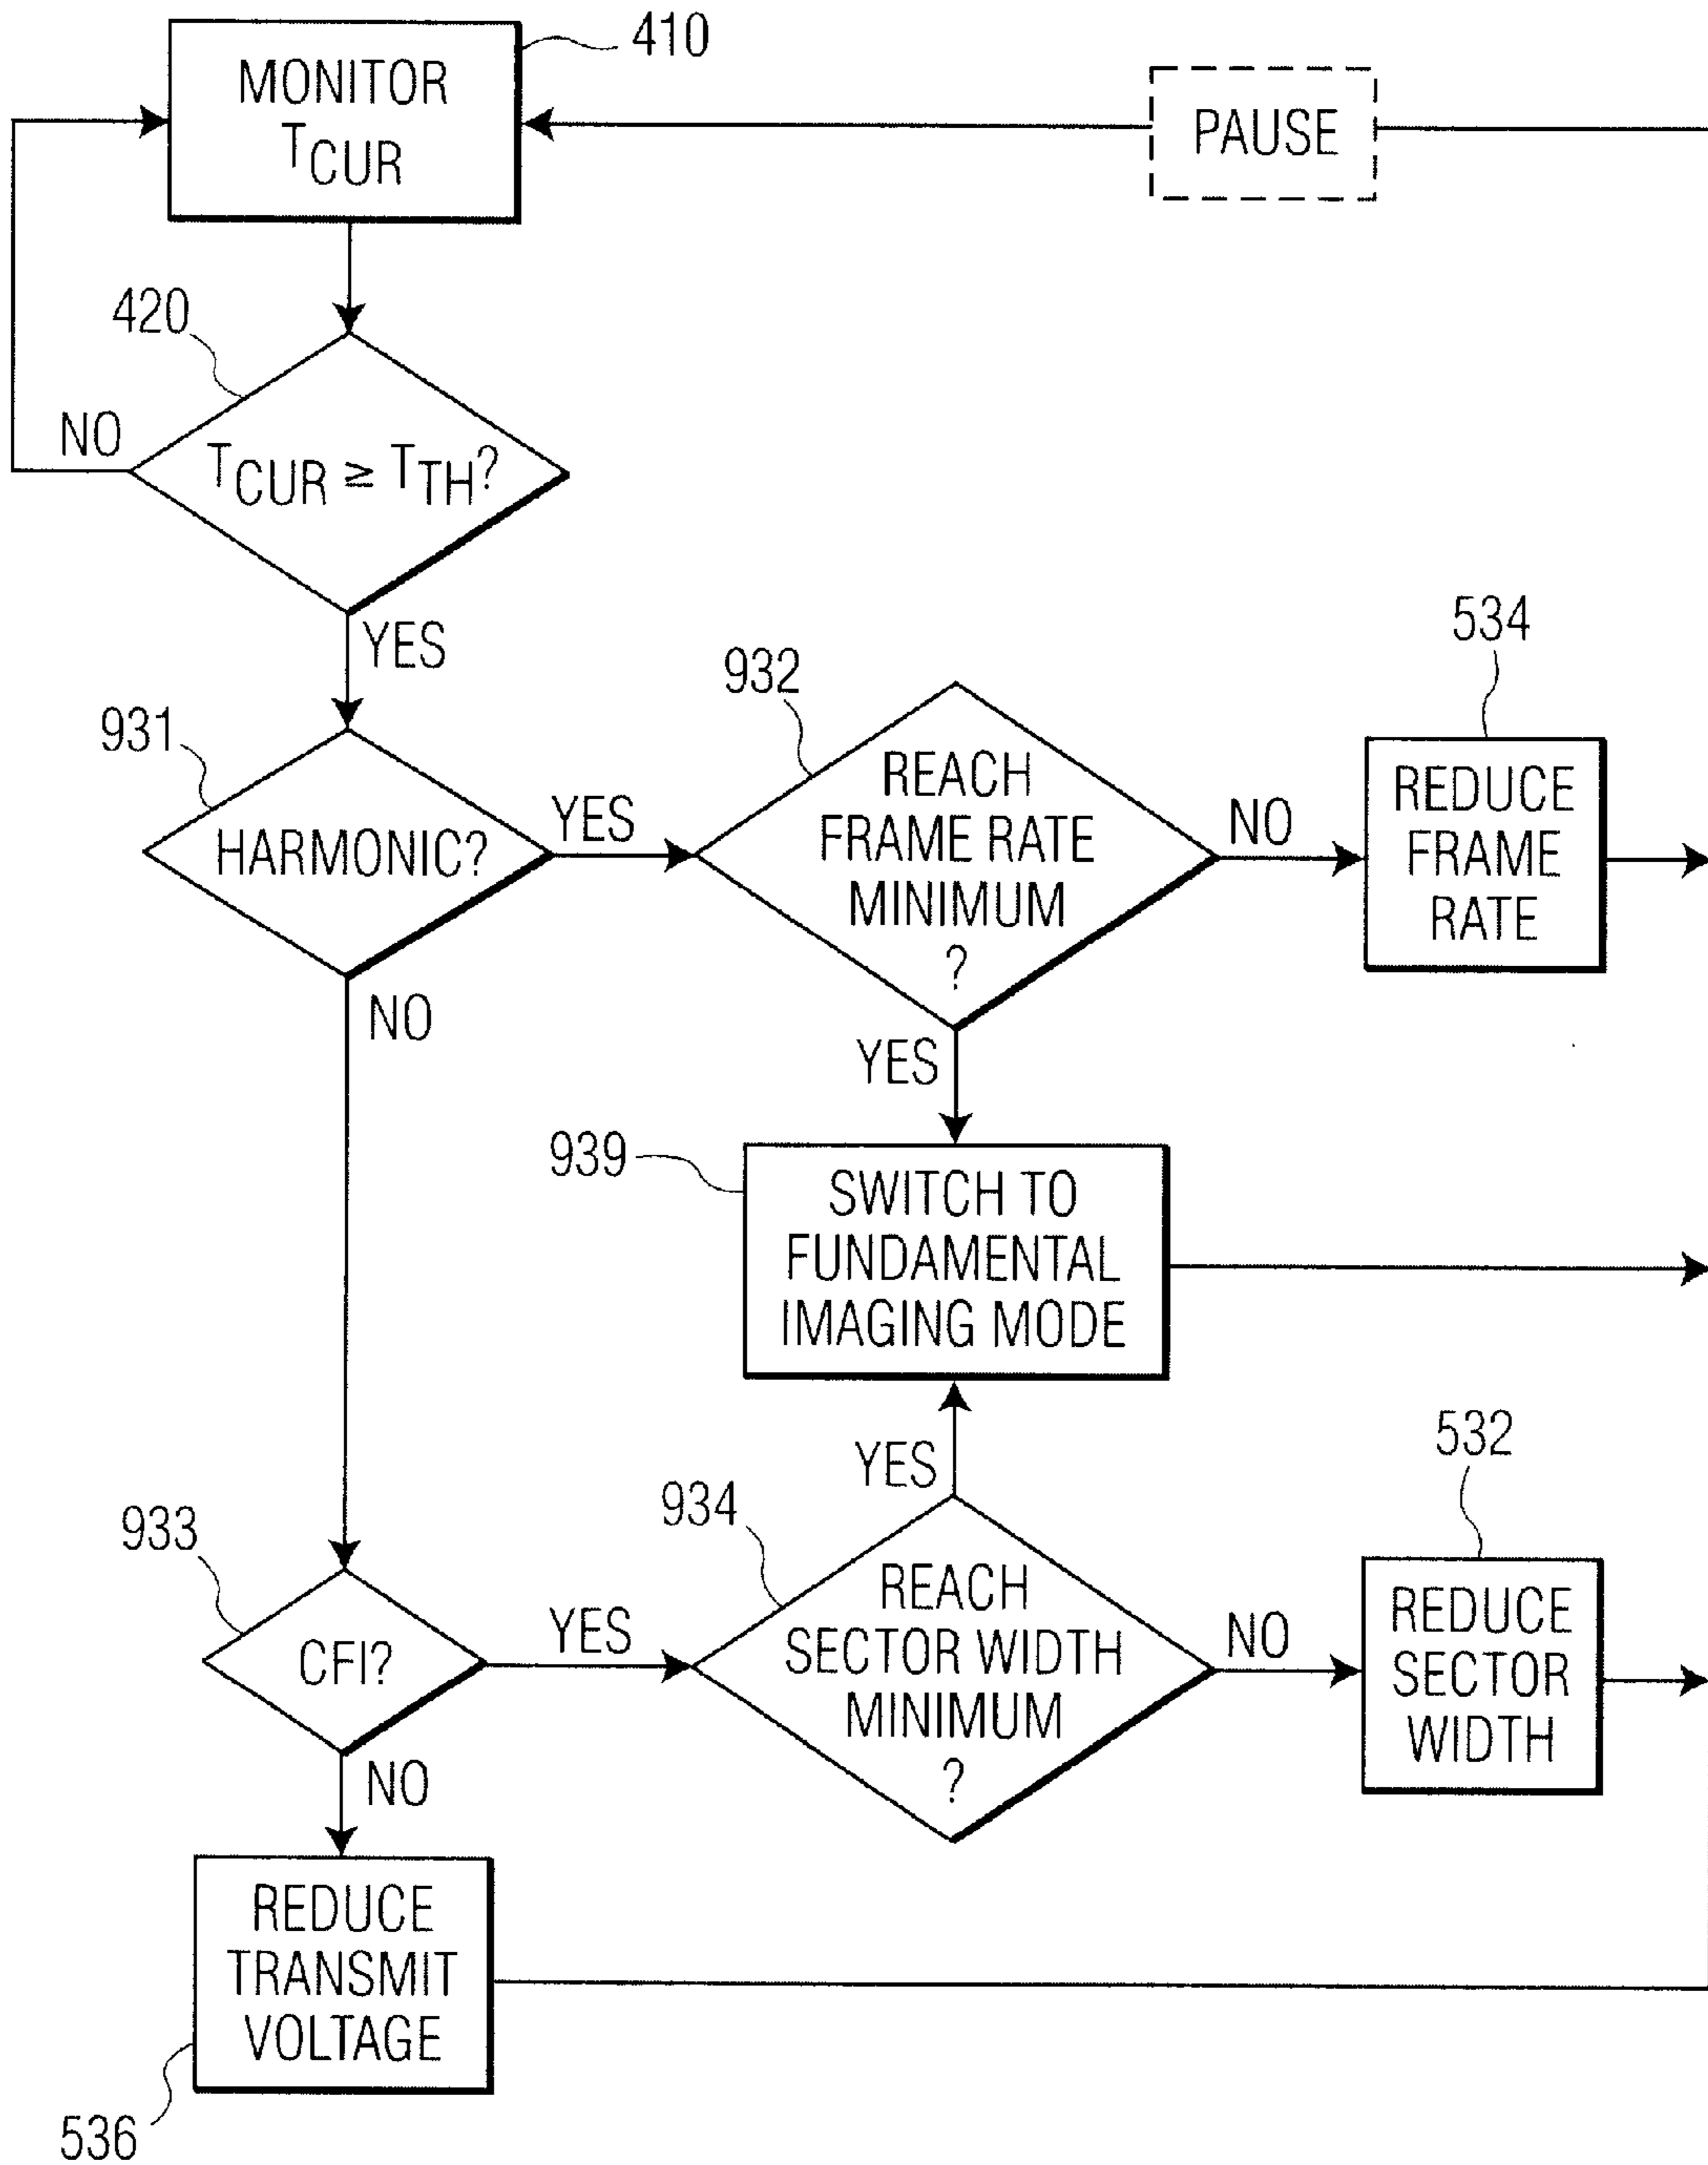 410
MONITOR
TCUR
PAUSE
420
NO
TCUR ≥ TTH?
YES
534
932
931
REACH
FRAME RATE
MINIMUM
?
REDUCE
FRAME
RATE
HARMONIC?
YES
NO
NO
YES
939
SWITCH TO
FUNDAMENTAL
IMAGING MODE
532
YES
934
933
REACH
SECTOR WIDTH
MINIMUM
?
REDUCE
SECTOR
WIDTH
CFI?
YES
NO
NO
REDUCE
TRANSMIT
VOLTAGE
536